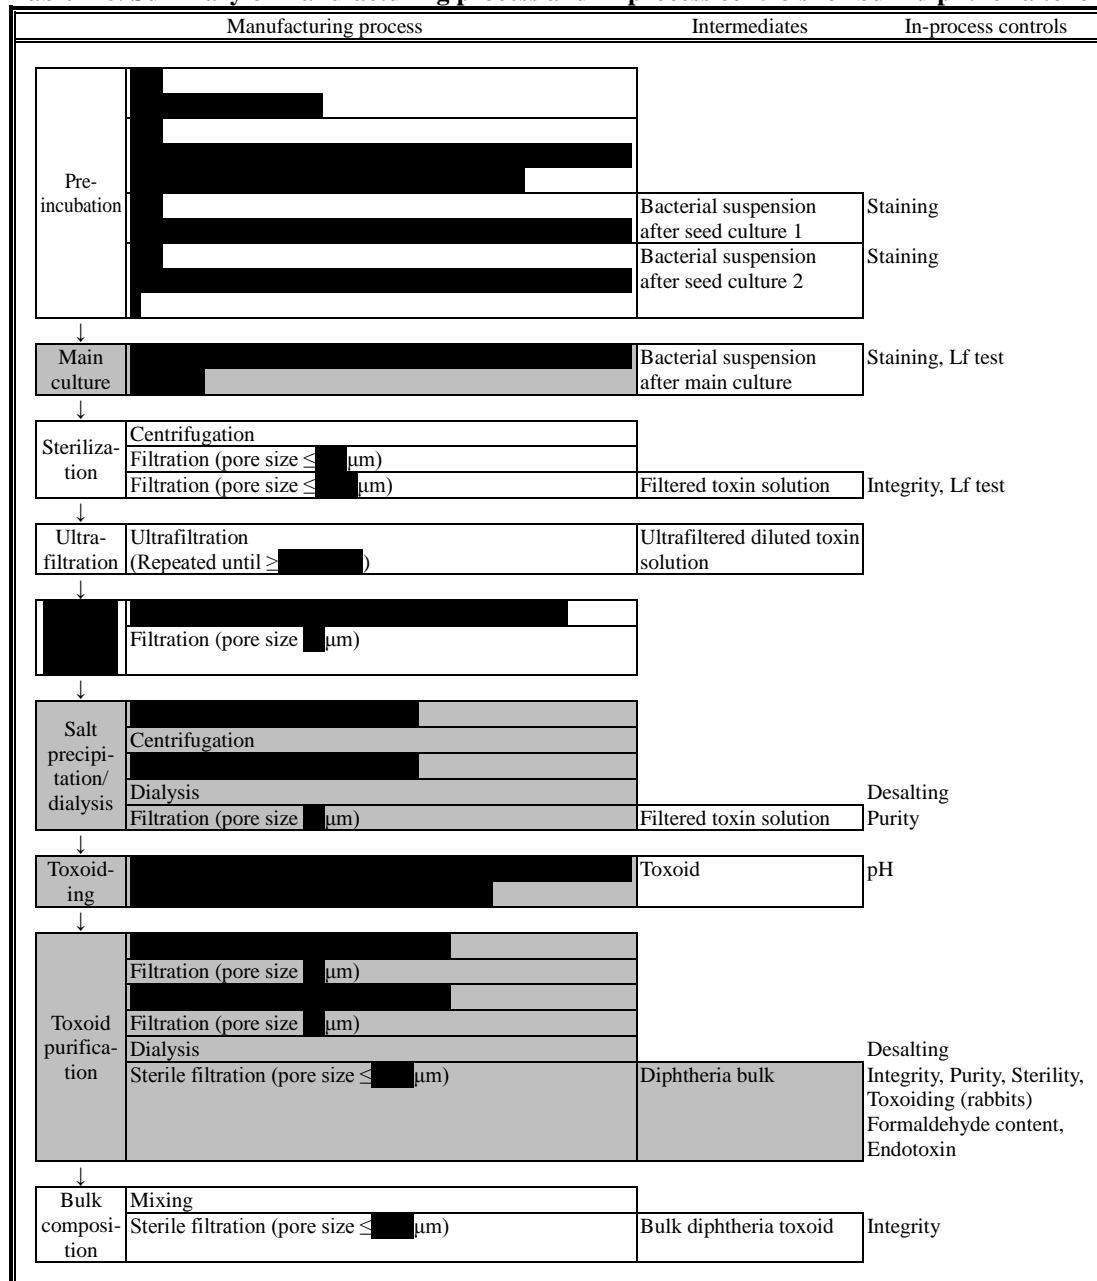 Manufacturing process Intermediates In-process controls
Pre-
incubation
Bacterial suspension Staining
after seed culture 1
Bacterial suspension Staining
after seed culture 2
↓
Main
culture
Bacterial suspension Staining, Lf test
after main culture
↓
Steriliza-
tion
Centrifugation
Filtration (pore size ≤ μm)
Filtration (pore size ≤ μm) Filtered toxin solution Integrity, Lf test
↓
Ultra-
filtration
Ultrafiltration
(Repeated until ≥ )
Ultrafiltered diluted toxin
solution
↓
Filtration (pore size μm)
↓
Salt
precipi-
tation/
dialysis
Centrifugation
Dialysis Desalting
Filtration (pore size μm) Filtered toxin solution Purity
↓
Toxoid-
ing
Toxoid pH
↓
Toxoid
purifica-
tion
Filtration (pore size μm)
Filtration (pore size μm)
Dialysis Desalting
Sterile filtration (pore size ≤ μm) Diphtheria bulk Integrity, Purity, Sterility,
Toxoiding (rabbits)
Formaldehyde content,
Endotoxin
↓
Bulk
composi-
tion
Mixing
Sterile filtration (pore size ≤ μm) Bulk diphtheria toxoid Integrity